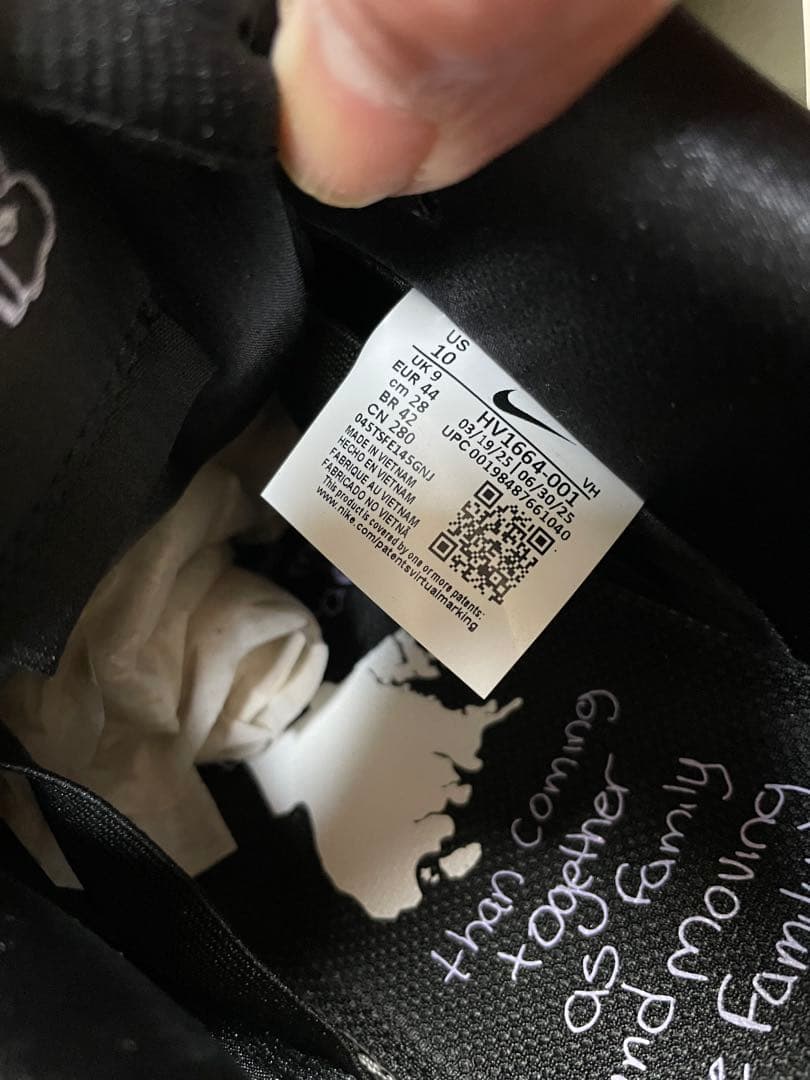 US
10
UK 9
EUR 44
cm 28
BR 42
CN 280
045TSFE145GNJ
MADE IN VIETNAM
HECHO EN VIETNAM
FABRIQUE AU VIETNAM
FABRICADO NO VIETNÃ
This product is covered by one or more patents:
www.nike.com/patentsvirtualmarking
HV1664-001 VH
03/19/25 | 06/30/25
UPC 00198487661040
than coming
together
as family
and moving
family